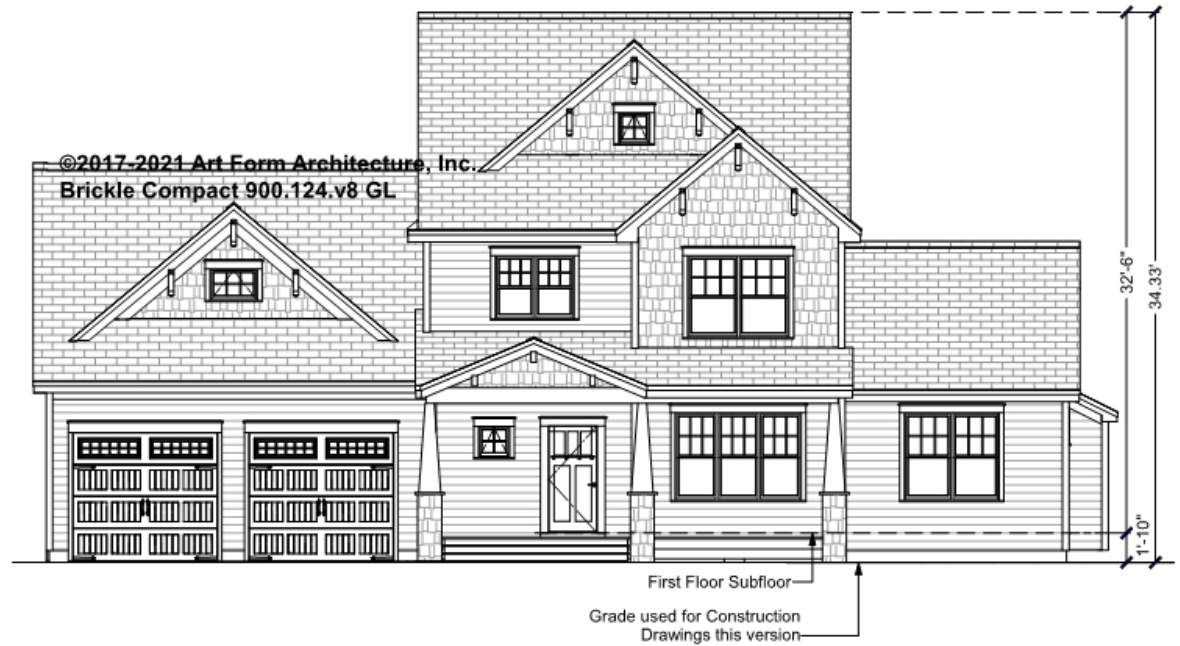 ©2017-2021 Art Form Architecture, Inc.
Brickle Compact 900.124.v8 GL
32'-6"
34.33'
1'-10"
First Floor Subfloor
Grade used for Construction
Drawings this version